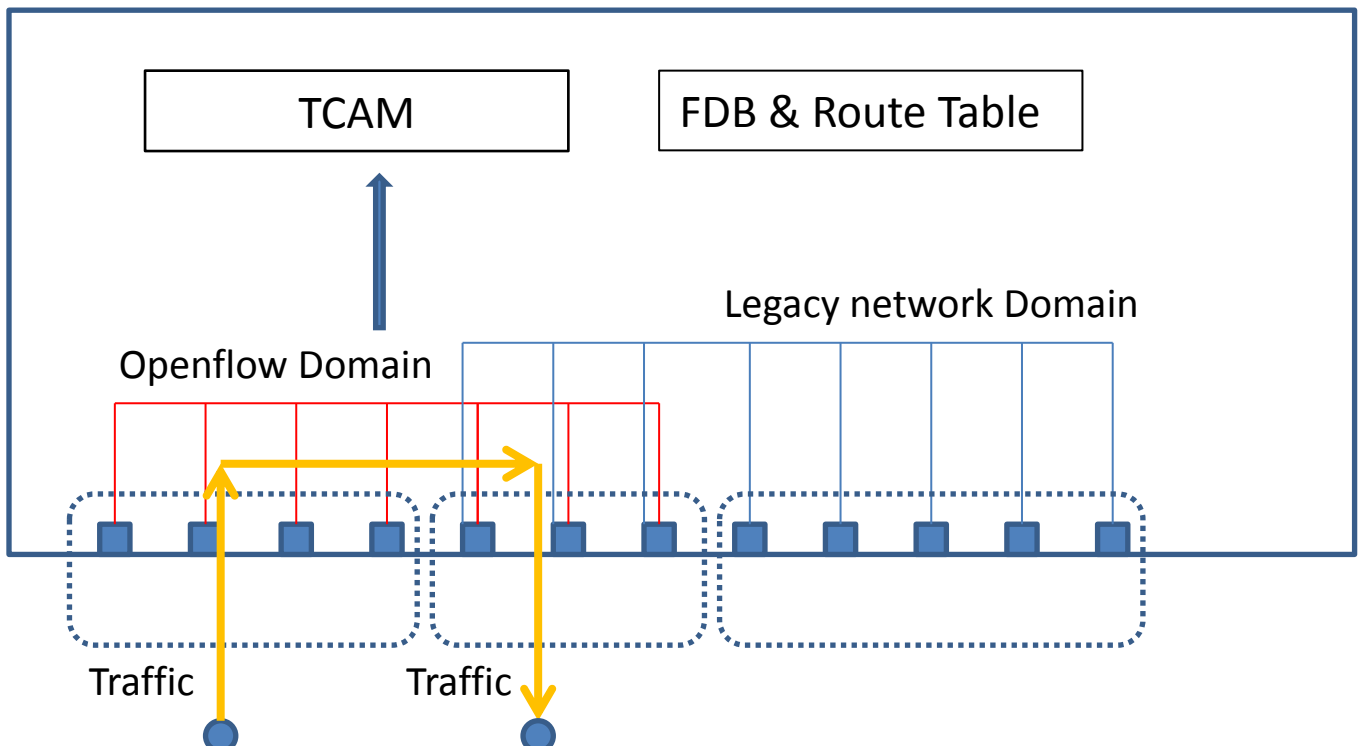 TCAM
FDB & Route Table
Legacy network Domain
Openflow Domain
Traffic
Traffic